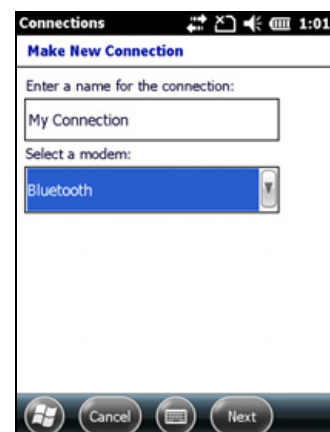 Connections 1:01
Make New Connection
Enter a name for the connection:
My Connection
Select a modem:
Bluetooth
Cancel Next